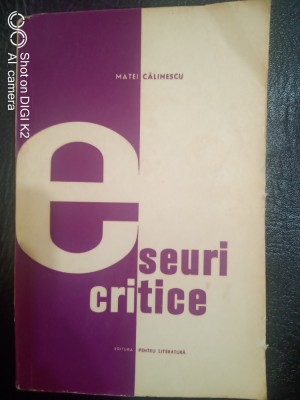 MATEI CĂLINESCU
eseuri
critice
EDITURA PENTRU LITERATURĂ
Shot on DIGI K2
AI camera